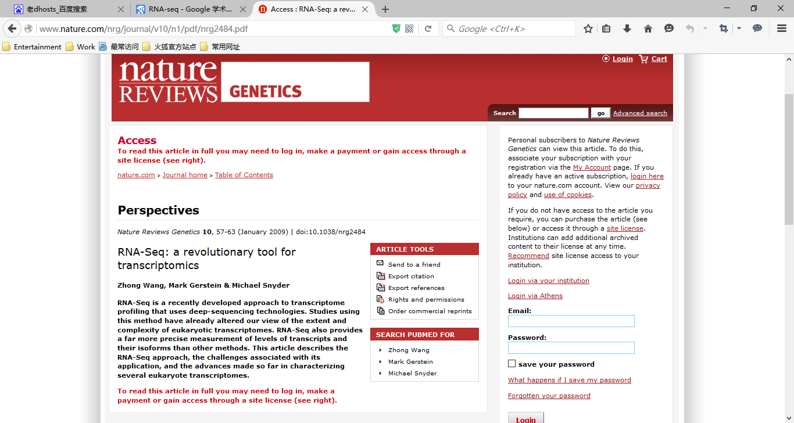 老dhosts_百度搜索
RNA-seq - Google 学术...
Access : RNA-Seq: a rev...
www.nature.com/nrg/journal/v10/n1/pdf/nrg2484.pdf
Google <Ctrl+K>
Entertainment
Work
最常访问
火狐官方站点
常用网址
nature
REVIEWS
GENETICS
Login
Cart
Search
go
Advanced search
Access
To read this article in full you may need to log in, make a payment or gain access through a
site license (see right).
nature.com > Journal home > Table of Contents
Perspectives
Nature Reviews Genetics 10, 57-63 (January 2009) | doi:10.1038/nrg2484
RNA-Seq: a revolutionary tool for
transcriptomics
Zhong Wang, Mark Gerstein & Michael Snyder
RNA-Seq is a recently developed approach to transcriptome
profiling that uses deep-sequencing technologies. Studies using
this method have already altered our view of the extent and
complexity of eukaryotic transcriptomes. RNA-Seq also provides
a far more precise measurement of levels of transcripts and
their isoforms than other methods. This article describes the
RNA-Seq approach, the challenges associated with its
application, and the advances made so far in characterizing
several eukaryote transcriptomes.
To read this article in full you may need to log in, make a
payment or gain access through a site license (see right).
ARTICLE TOOLS
Send to a friend
Export citation
Export references
Rights and permissions
Order commercial reprints
SEARCH PUBMED FOR
Zhong Wang
Mark Gerstein
Michael Snyder
Personal subscribers to Nature Reviews
Genetics can view this article. To do this,
associate your subscription with your
registration via the My Account page. If you
already have an active subscription, login here
to your nature.com account. View our privacy
policy and use of cookies.
If you do not have access to the article you
require, you can purchase the article (see
below) or access it through a site license.
Institutions can add additional archived
content to their license at any time.
Recommend site license access to your
institution.
Login via your institution
Login via Athens
Email:
Password:
save your password
What happens if I save my password
Forgotten your password
Login